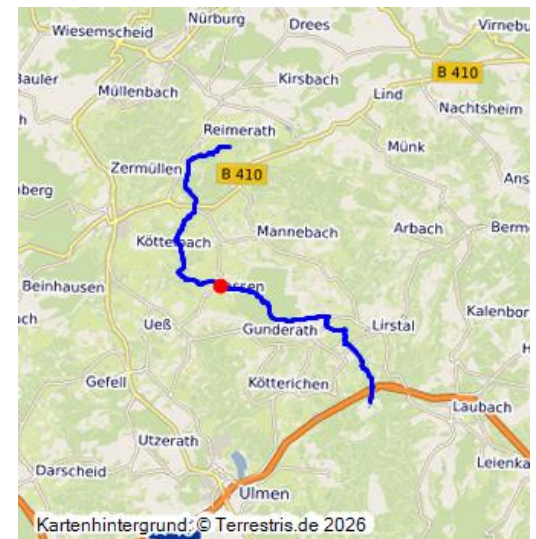 Nürburg
Drees
Virnebu
Wiesemscheid
B 410
Bauler
Kirsbach
Müllenbach
Lind
Nachtsheim
h
Reimerath
Münk
Zermüllen
B 410
Ans
berg
Mannebach
Arbach
Berm
Kötterbach
Beinhausen
ssen
Kalenbor
ch
Ueß
Gunderath
Lirstal
H
Gefell
Kötterichen
Laubach
Utzerath
Darscheid
Leienka
Ulmen
Kartenhintergrund: © Terrestris.de 2026